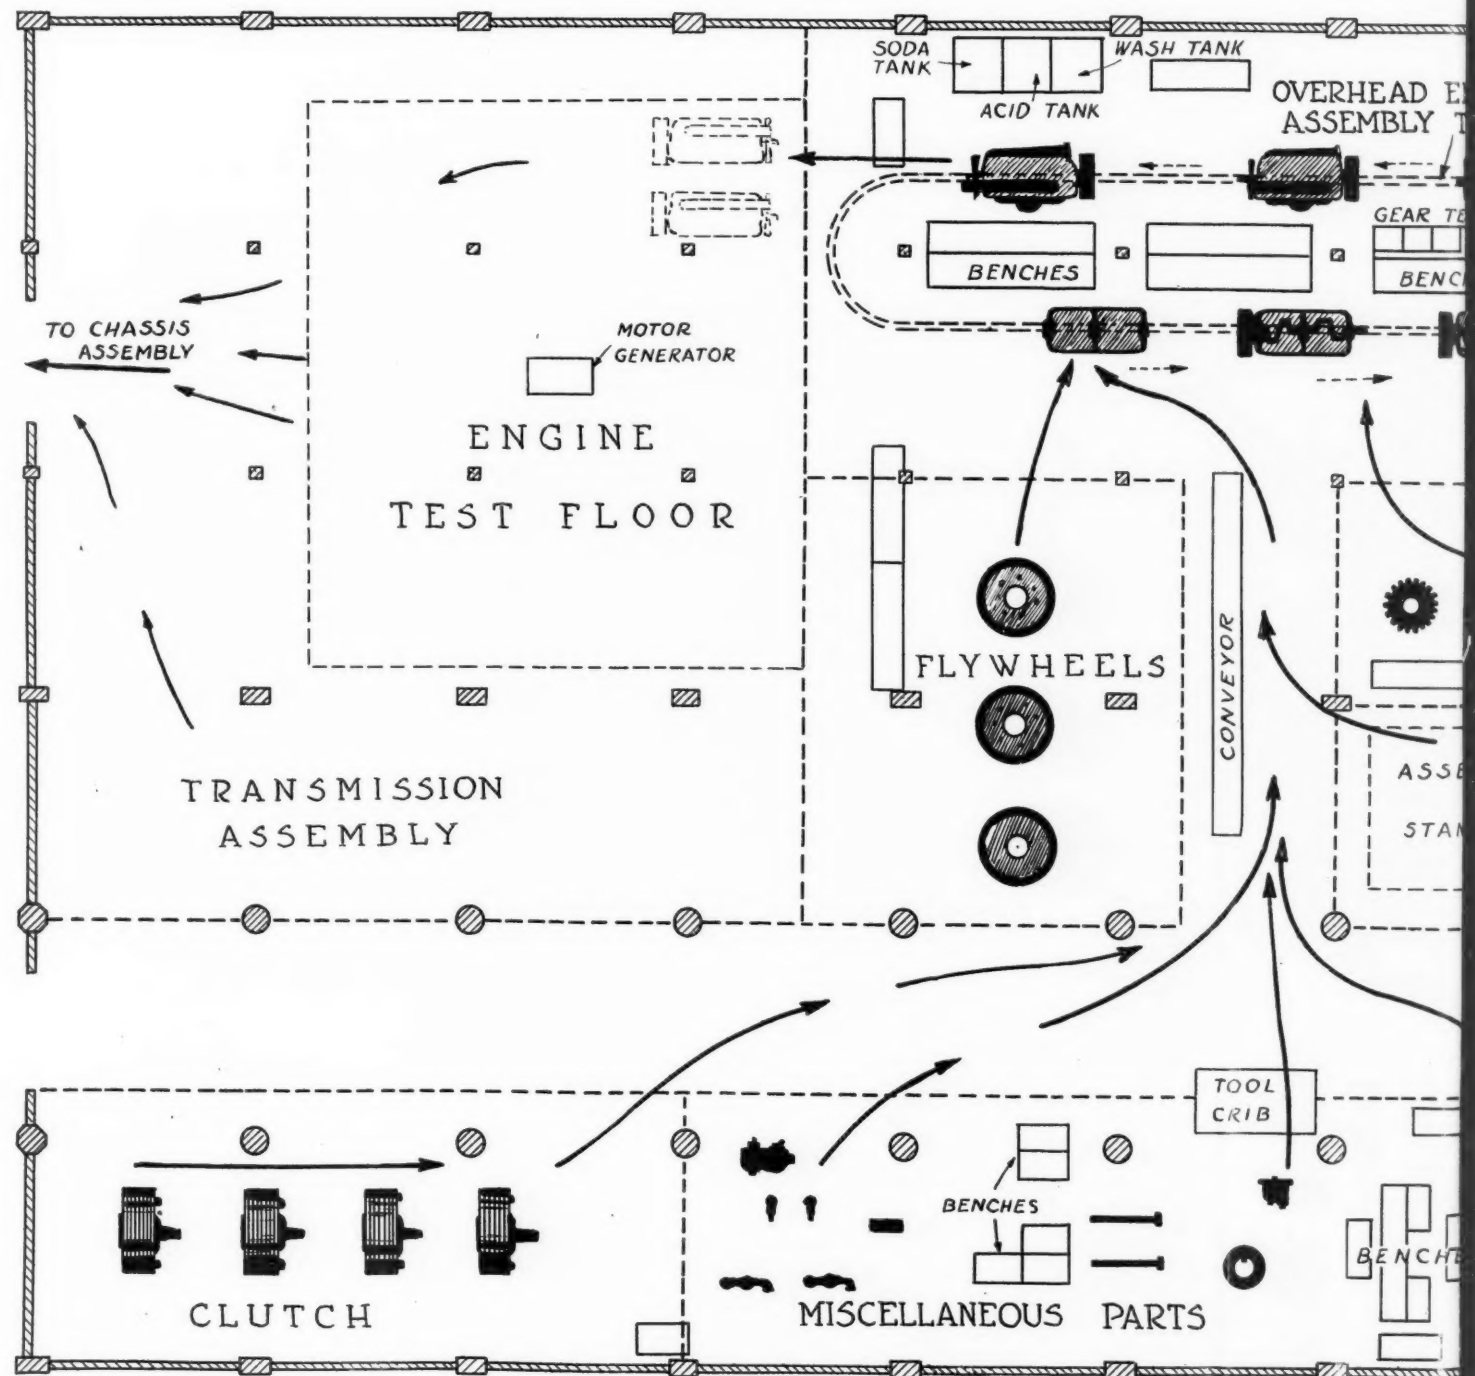 SODA
TANK
WASH TANK
ACID TANK
OVERHEAD
ASSEMBLY
GEAR
BENCHES
TO CHASSIS
ASSEMBLY
MOTOR
GENERATOR
ENGINE
TEST FLOOR
FLYWHEELS
CONVEYOR
TRANSMISSION
ASSEMBLY
TOOL
CRIB
BENCHES
CLUTCH
MISCELLANEOUS PARTS